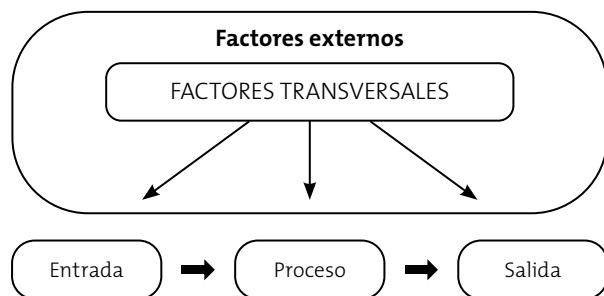 Factores externos
FACTORES TRANSVERSALES
Entrada
Proceso
Salida